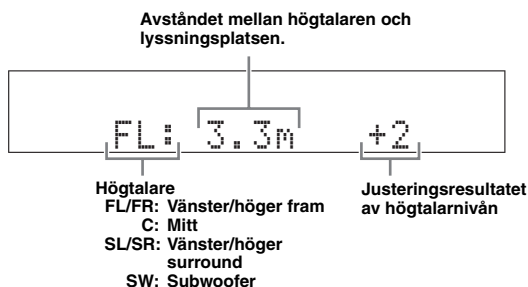 Avståndet mellan högtalaren och
lyssningsplatsen.
FL: 3.3m +2
Högtalare
FL/FR: Vänster/höger fram
C: Mitt
SL/SR: Vänster/höger
surround
SW: Subwoofer
Justeringsresultatet
av högtalarnivån